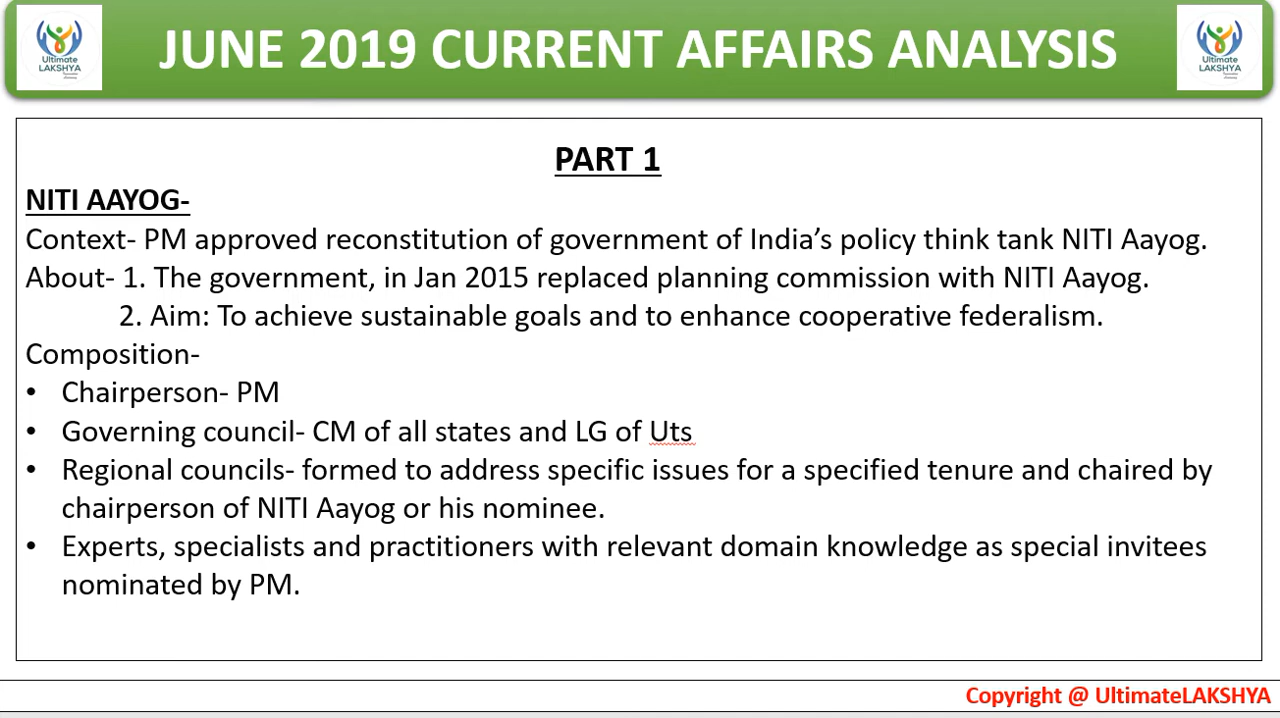 Ultimate
LAKSHYA
JUNE 2019 CURRENT AFFAIRS ANALYSIS
Ultimate
LAKSHYA
PART 1
NITI AAYOG-
Context- PM approved reconstitution of government of India’s policy think tank NITI Aayog.
About- 1. The government, in Jan 2015 replaced planning commission with NITI Aayog.
2. Aim: To achieve sustainable goals and to enhance cooperative federalism.
Composition-
• Chairperson- PM
• Governing council- CM of all states and LG of Uts
• Regional councils- formed to address specific issues for a specified tenure and chaired by
chairperson of NITI Aayog or his nominee.
• Experts, specialists and practitioners with relevant domain knowledge as special invitees
nominated by PM.
Copyright @ UltimateLAKSHYA